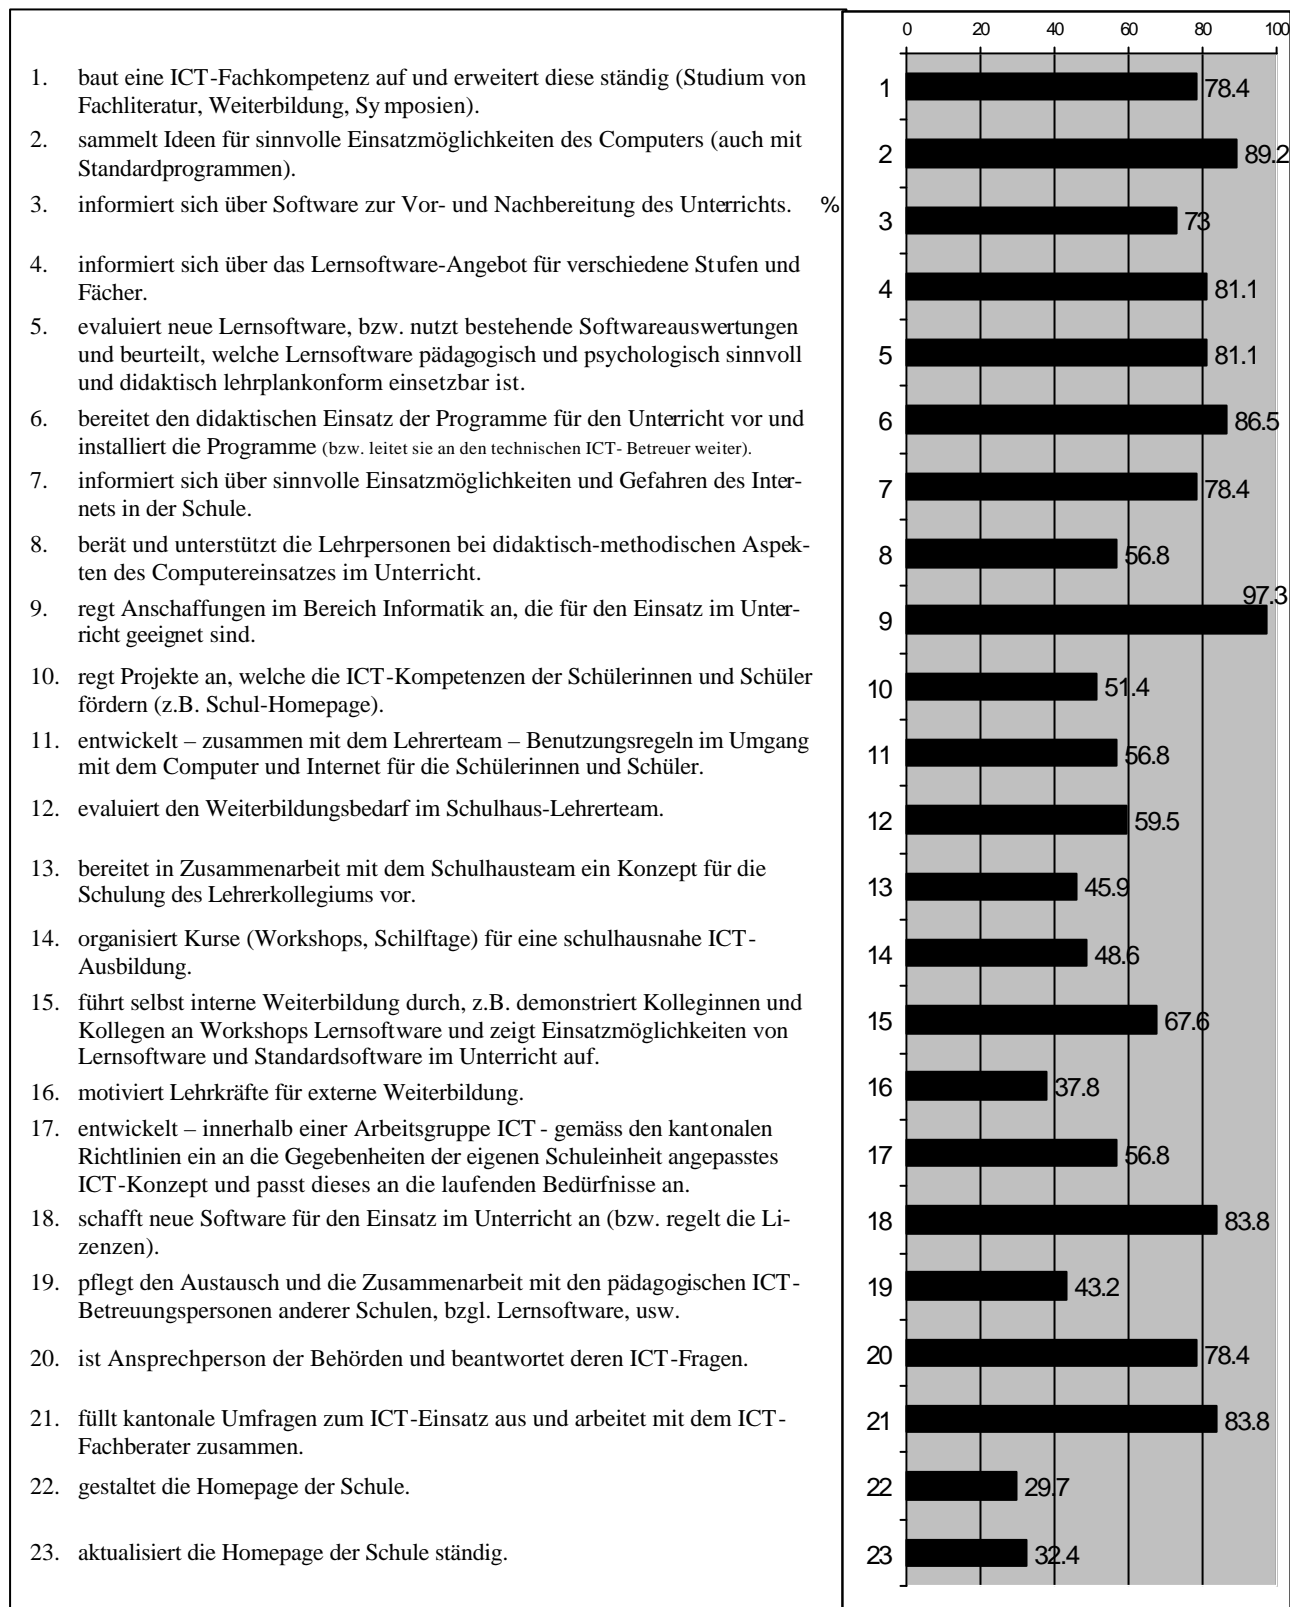 0 20 40 60 80 100
1. baut eine ICT-Fachkompetenz auf und erweitert diese ständig (Studium von
Fachliteratur, Weiterbildung, Sy mposien).
1 78.4
2. sammelt Ideen für sinnvolle Einsatzmöglichkeiten des Computers (auch mit
Standardprogrammen).
2 89.2
3. informiert sich über Software zur Vor- und Nachbereitung des Unterrichts. %
3 73
4. informiert sich über das Lernsoftware-Angebot für verschiedene Stufen und
Fächer.
4 81.1
5. evaluiert neue Lernsoftware, bzw. nutzt bestehende Softwareauswertungen
und beurteilt, welche Lernsoftware pädagogisch und psychologisch sinnvoll
und didaktisch lehrplankonform einsetzbar ist.
5 81.1
6. bereitet den didaktischen Einsatz der Programme für den Unterricht vor und
installiert die Programme (bzw. leitet sie an den technischen ICT- Betreuer weiter).
6 86.5
7. informiert sich über sinnvolle Einsatzmöglichkeiten und Gefahren des Inter-
nets in der Schule.
7 78.4
8. berät und unterstützt die Lehrpersonen bei didaktisch-methodischen Aspek-
ten des Computereinsatzes im Unterricht.
8 56.8
9. regt Anschaffungen im Bereich Informatik an, die für den Einsatz im Unter-
richt geeignet sind.
9 97.3
10. regt Projekte an, welche die ICT-Kompetenzen der Schülerinnen und Schüler
fördern (z.B. Schul-Homepage).
10 51.4
11. entwickelt – zusammen mit dem Lehrerteam – Benutzungsregeln im Umgang
mit dem Computer und Internet für die Schülerinnen und Schüler.
11 56.8
12. evaluiert den Weiterbildungsbedarf im Schulhaus-Lehrerteam.
12 59.5
13. bereitet in Zusammenarbeit mit dem Schulhausteam ein Konzept für die
Schulung des Lehrerkollegiums vor.
13 45.9
14. organisiert Kurse (Workshops, Schilftage) für eine schulhausnahe ICT-
Ausbildung.
14 48.6
15. führt selbst interne Weiterbildung durch, z.B. demonstriert Kolleginnen und
Kollegen an Workshops Lernsoftware und zeigt Einsatzmöglichkeiten von
Lernsoftware und Standardsoftware im Unterricht auf.
15 67.6
16. motiviert Lehrkräfte für externe Weiterbildung.
16 37.8
17. entwickelt – innerhalb einer Arbeitsgruppe ICT - gemäss den kantonalen
Richtlinien ein an die Gegebenheiten der eigenen Schuleinheit angepasstes
ICT-Konzept und passt dieses an die laufenden Bedürfnisse an.
17 56.8
18. schafft neue Software für den Einsatz im Unterricht an (bzw. regelt die Li-
zenzen).
18 83.8
19. pflegt den Austausch und die Zusammenarbeit mit den pädagogischen ICT-
Betreuungspersonen anderer Schulen, bzgl. Lernsoftware, usw.
19 43.2
20. ist Ansprechperson der Behörden und beantwortet deren ICT-Fragen.
20 78.4
21. füllt kantonale Umfragen zum ICT-Einsatz aus und arbeitet mit dem ICT-
Fachberater zusammen.
21 83.8
22. gestaltet die Homepage der Schule.
22 29.7
23. aktualisiert die Homepage der Schule ständig.
23 32.4